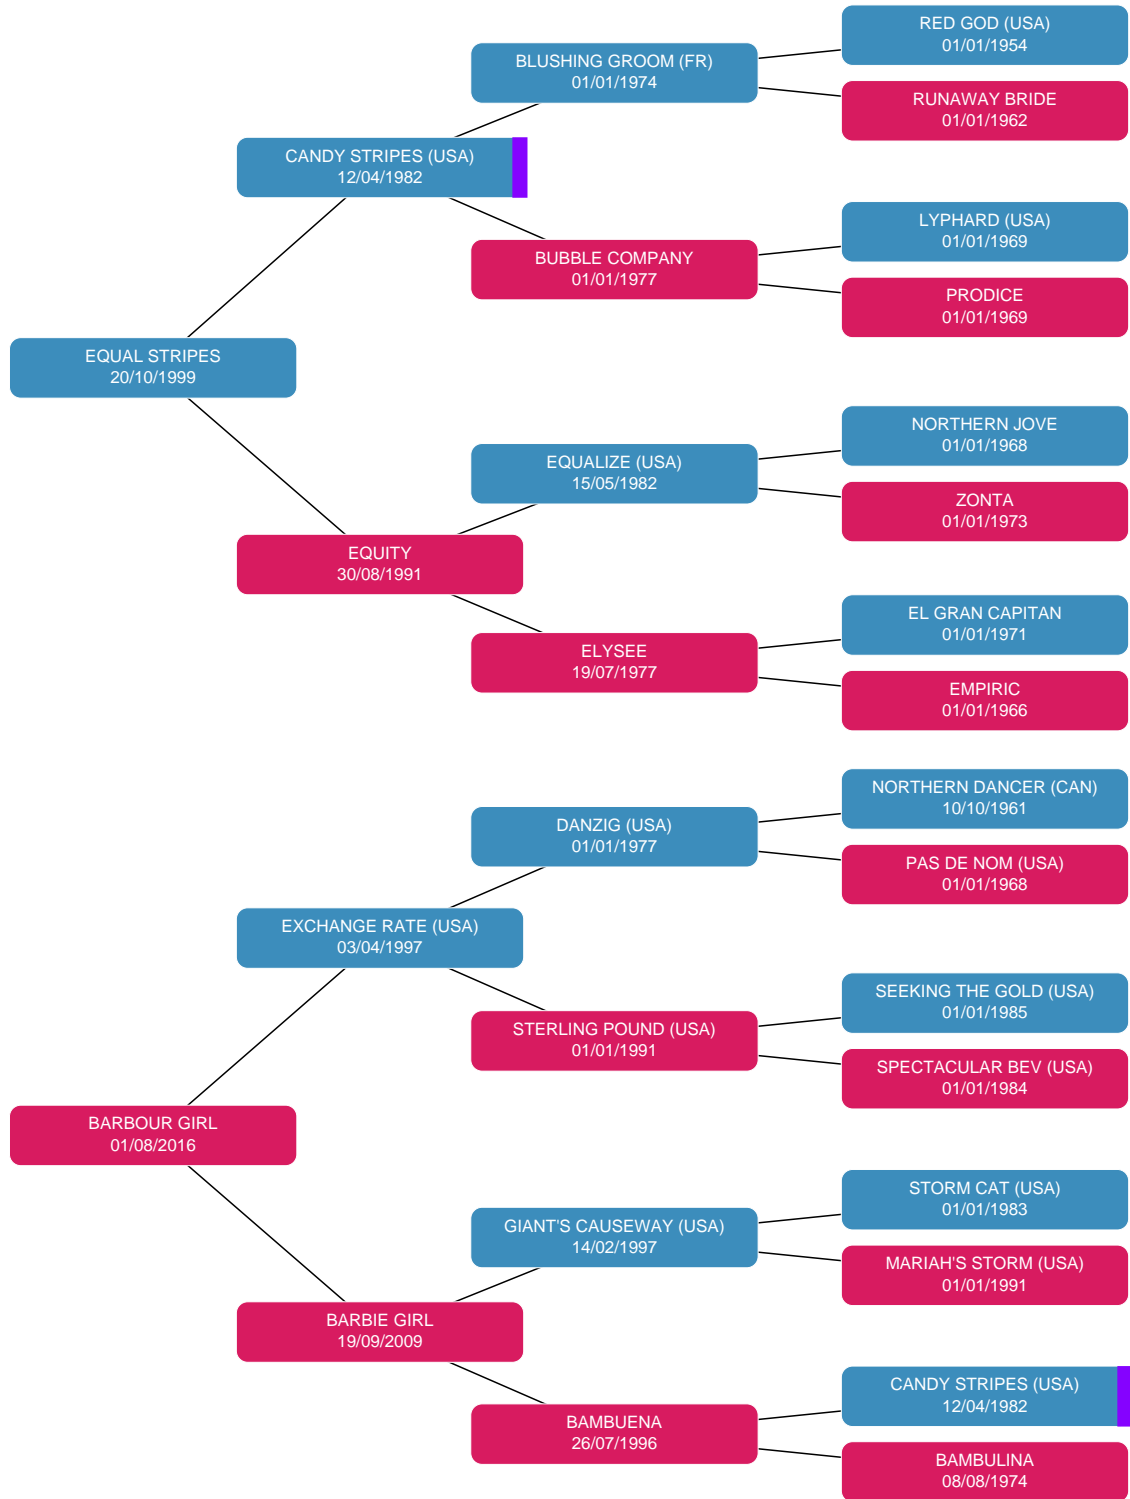 RED GOD (USA)
01/01/1954
BLUSHING GROOM (FR)
01/01/1974
RUNAWAY BRIDE
01/01/1962
CANDY STRIPES (USA)
12/04/1982
LYPHARD (USA)
01/01/1969
BUBBLE COMPANY
01/01/1977
PRODICE
01/01/1969
EQUAL STRIPES
20/10/1999
NORTHERN JOVE
01/01/1968
EQUALIZE (USA)
15/05/1982
ZONTA
01/01/1973
EQUITY
30/08/1991
EL GRAN CAPITAN
01/01/1971
ELYSEE
19/07/1977
EMPIRIC
01/01/1966
NORTHERN DANCER (CAN)
10/10/1961
DANZIG (USA)
01/01/1977
PAS DE NOM (USA)
01/01/1968
EXCHANGE RATE (USA)
03/04/1997
SEEKING THE GOLD (USA)
01/01/1985
STERLING POUND (USA)
01/01/1991
SPECTACULAR BEV (USA)
01/01/1984
BARBOUR GIRL
01/08/2016
STORM CAT (USA)
01/01/1983
GIANT'S CAUSEWAY (USA)
14/02/1997
MARIAH'S STORM (USA)
01/01/1991
BARBIE GIRL
19/09/2009
CANDY STRIPES (USA)
12/04/1982
BAMBUENA
26/07/1996
BAMBULINA
08/08/1974